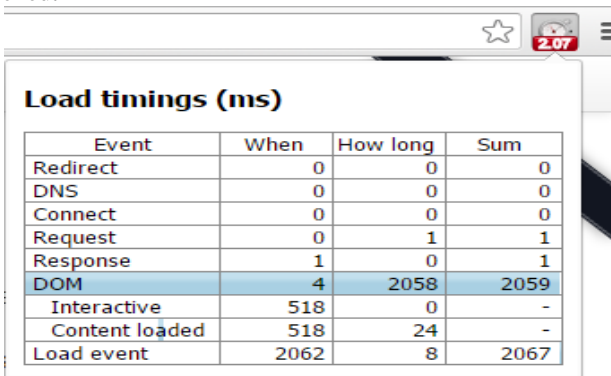 2.07
Load timings (ms)
Event When How long Sum
Redirect 0 0 0
DNS 0 0 0
Connect 0 0 0
Request 0 1 1
Response 1 0 1
DOM 4 2058 2059
Interactive 518 0 -
Content loaded 518 24 -
Load event 2062 8 2067